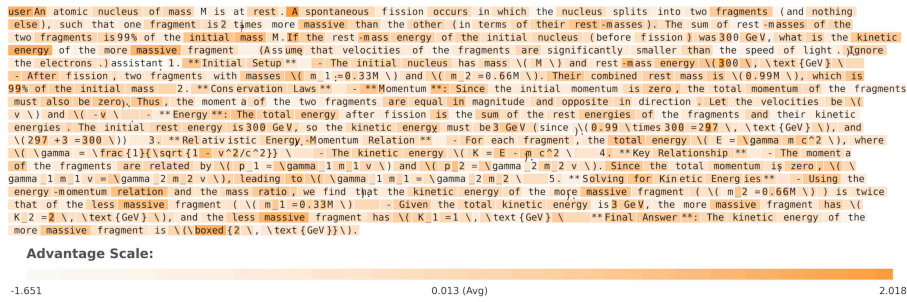 userAn atomic nucleus of mass M is at rest. A spontaneous fission occurs in which the nucleus splits into two fragments (and nothing
else), such that one fragment is2 times more massive than the other (in terms of their rest-masses). The sum of rest-masses of the
two fragments is99% of the initial mass M.If the rest-mass energy of the initial nucleus (before fission) was300 GeV, what is the kinetic
energy of the more massive fragment (Assume that velocities of the fragments are significantly smaller than the speed of light.)Ignore
the electrons.)assistant 1. **Initial Setup** - The initial nucleus has mass \( M \) and rest-mass energy \(300 \, \text{GeV} \
- After fission, two fragments with masses \( m_1 =0.33M \) and \( m_2 =0.66M \). Their combined rest mass is \(0.99M \), which is
99% of the initial mass 2. **Conservation Laws** - **Momentum**: Since the initial momentum is zero, the total momentum of the fragments
must also be zero. Thus, the momenta of the two fragments are equal in magnitude and opposite in direction. Let the velocities be \(
v \) and \( -v \ - **Energy**: The total energy after fission is the sum of the rest energies of the fragments and their kinetic
energies. The initial rest energy is300 GeV, so the kinetic energy must be3 GeV (since \(0.99 \times300 =297 \, \text{GeV} \), and
\(297 +3 =300 \)) 3. **Relativistic Energy-Momentum Relation** - For each fragment, the total energy \( E = \gamma m c^2 \), where
\( \gamma = \frac{1}{\sqrt{1 - v^2/c^2}} \ - The kinetic energy \( K = E - m c^2 \ 4. **Key Relationship** - The momenta
of the fragments are related by \( p_1 = \gamma_1 m_1 v \) and \( p_2 = \gamma_2 m_2 v \). Since the total momentum is zero, \( \
gamma_1 m_1 v = \gamma_2 m_2 v \), leading to \( \gamma_1 m_1 = \gamma_2 m_2 \ 5. **Solving for Kinetic Energies** - Using the
energy-momentum relation and the mass ratio, we find that the kinetic energy of the more massive fragment ( \( m_2 =0.66M \) ) is twice
that of the less massive fragment ( \( m_1 =0.33M \) - Given the total kinetic energy is3 GeV, the more massive fragment has \(
K_2 =2 \, \text{GeV} \), and the less massive fragment has \( K_1 =1 \, \text{GeV} \ **Final Answer**: The kinetic energy of the
more massive fragment is \(\boxed{2 \, \text{GeV}}\).
Advantage Scale:
-1.651 0.013 (Avg) 2.018